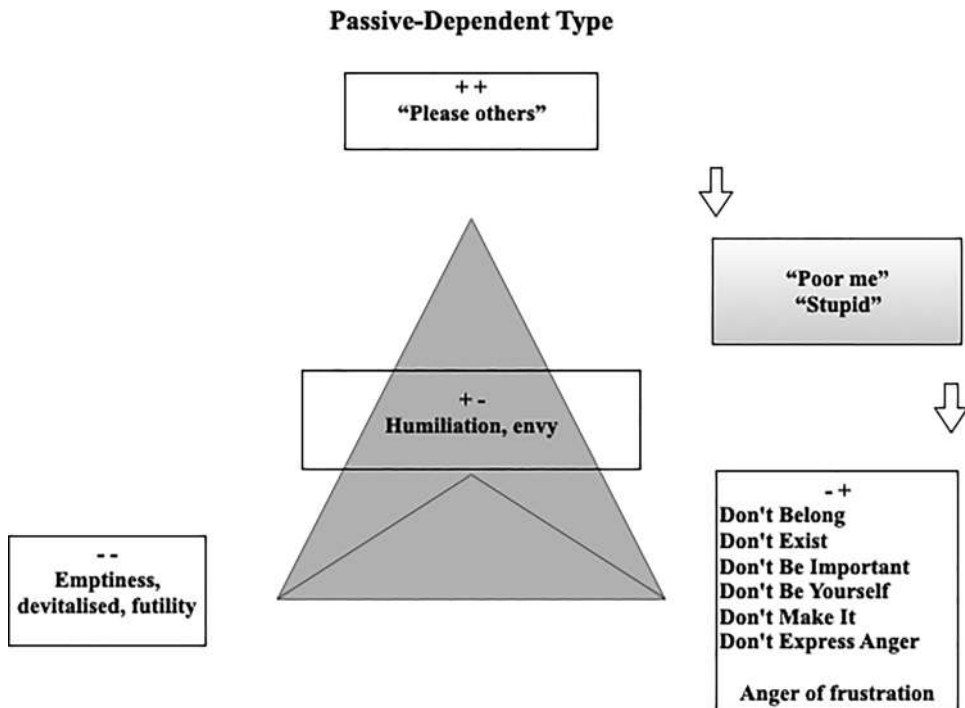 Passive-Dependent Type
+ +
“Please others”
“Poor me”
“Stupid”
+ -
Humiliation, envy
- -
Emptiness,
devitalised, futility
- +
Don't Belong
Don't Exist
Don't Be Important
Don't Be Yourself
Don't Make It
Don't Express Anger
Anger of frustration